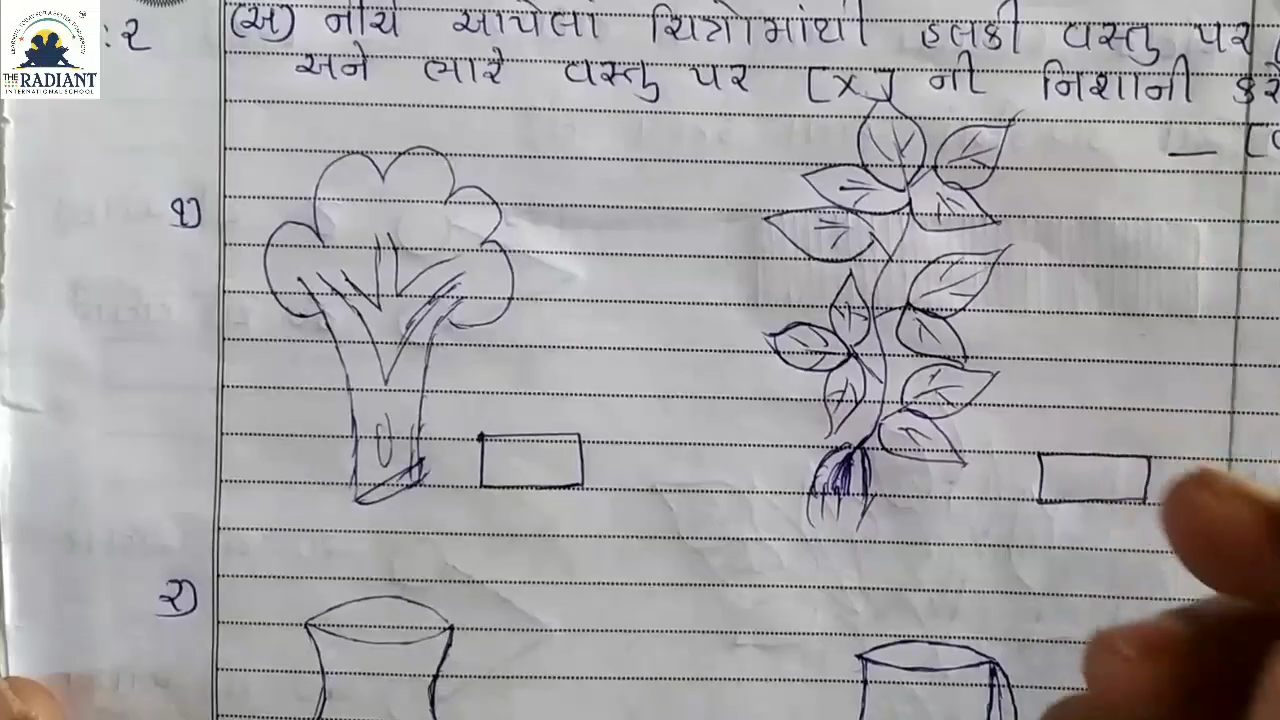 THE RADIANT
INTERNATIONAL SCHOOL
: ૨
(અ) નીચે આપેલાં ચિત્રોમાંથી હલકી વસ્તુ પર
અને ભારે વસ્તુ પર [X] ની નિશાની કરો
૧)
૨)